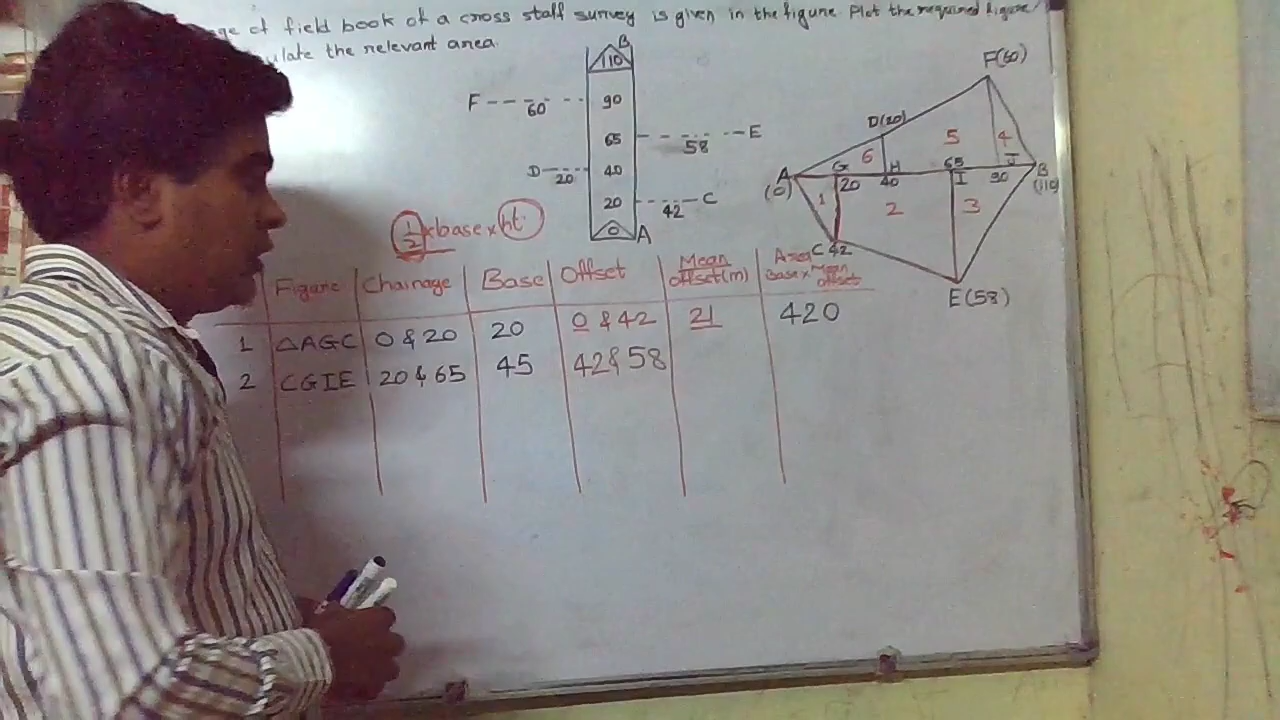 ge of field book of a cross staff survey is given in the figure. Plot the required figure
ulate the relevant area.
B
110
F 60 90
65 58 E
D 20 40
20 42 C
0 A
1/2 × base × ht
F(60)
D(20)
5
6 4
A G H 65 I J B
(0) 20 40 90 (110)
1 2 3
C 42
E(58)
Figure Chainage Base Offset Mean offset(m) Area Base × Mean offset
1 △AGC 0 & 20 20 0 & 42 21 420
2 CGIE 20 & 65 45 42 & 58